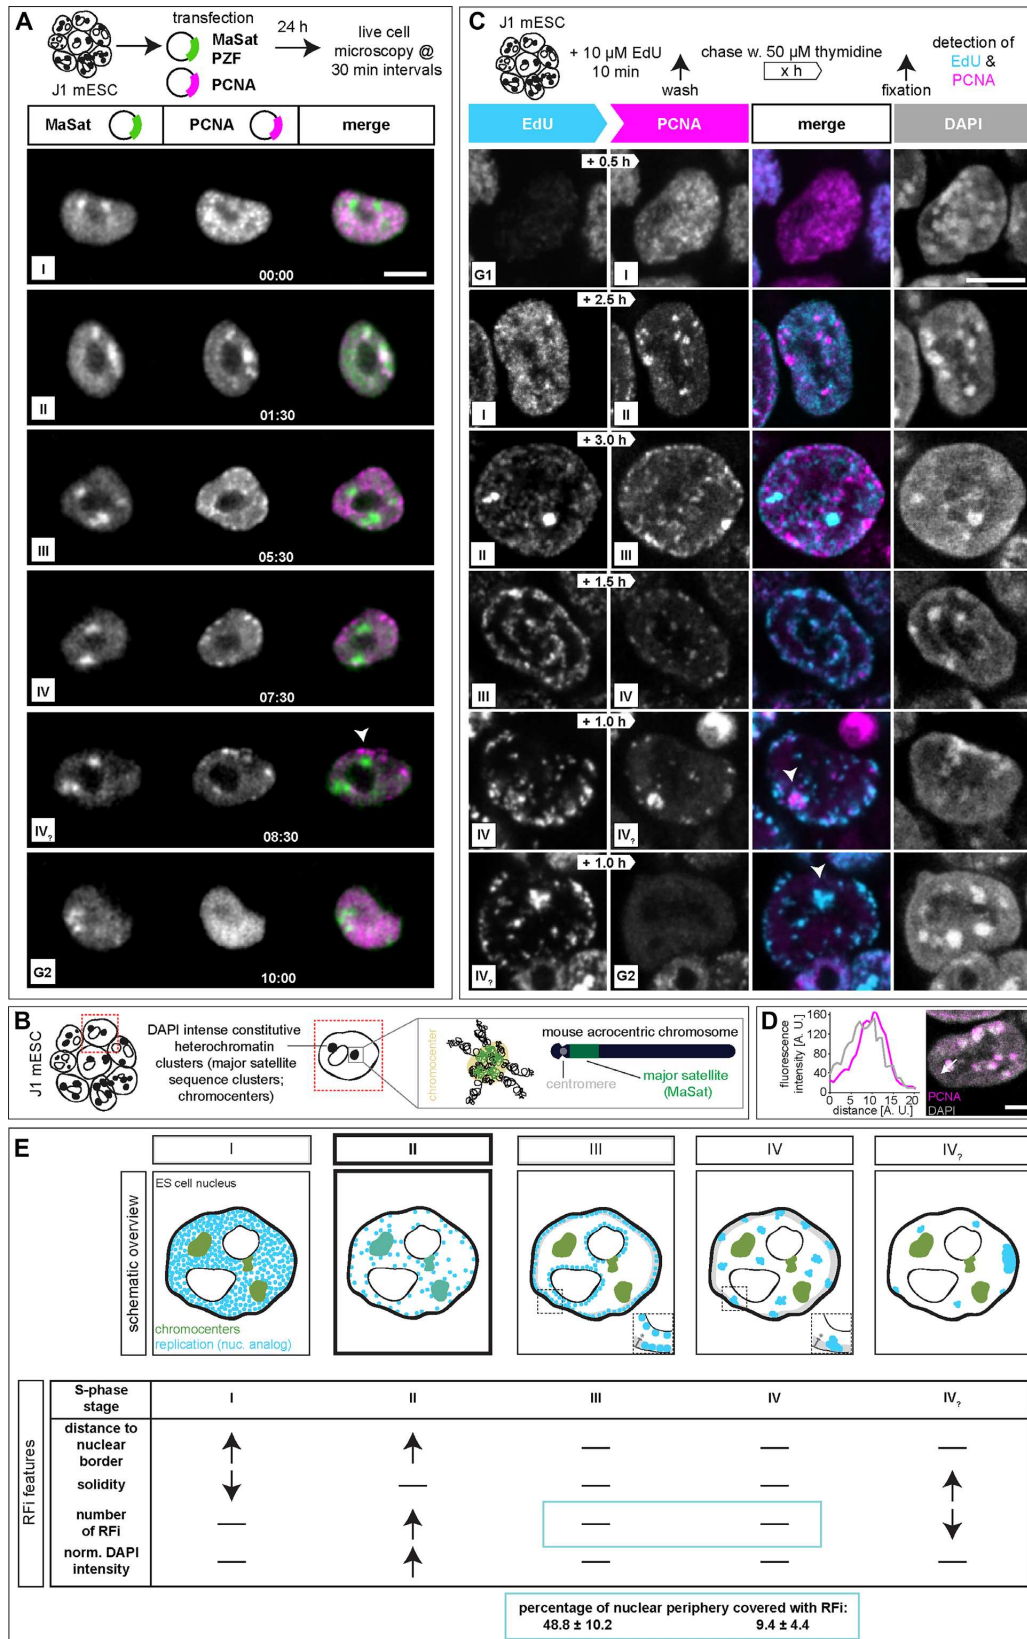 A
J1 mESC
transfection
MaSat
PZF
PCNA
24 h
live cell
microscopy @
30 min intervals
MaSat
PCNA
merge
I
00:00
II
01:30
III
05:30
IV
07:30
IV?
08:30
G2
10:00
C
J1 mESC
+ 10 µM EdU
10 min
wash
chase w. 50 µM thymidine
x h
fixation
detection of
EdU &
PCNA
EdU
PCNA
merge
DAPI
+ 0.5 h
G1
I
+ 2.5 h
I
II
+ 3.0 h
II
III
+ 1.5 h
III
IV
+ 1.0 h
IV
IV?
+ 1.0 h
IV?
G2
B
J1 mESC
DAPI intense constitutive
heterochromatin
clusters (major satellite
sequence clusters;
chromocenters)
chromocenter
mouse acrocentric chromosome
centromere
major satellite
(MaSat)
D
fluorescence
intensity [A. U.]
160
120
80
40
0
0 5 10 15 20
distance [A. U.]
PCNA
DAPI
E
I
II
III
IV
IV?
schematic overview
ES cell nucleus
chromocenters
replication (nuc. analog)
RFi features
S-phase
stage
I
II
III
IV
IV?
distance to
nuclear
border
solidity
number
of RFi
norm. DAPI
intensity
percentage of nuclear periphery covered with RFi:
48.8 ± 10.2
9.4 ± 4.4